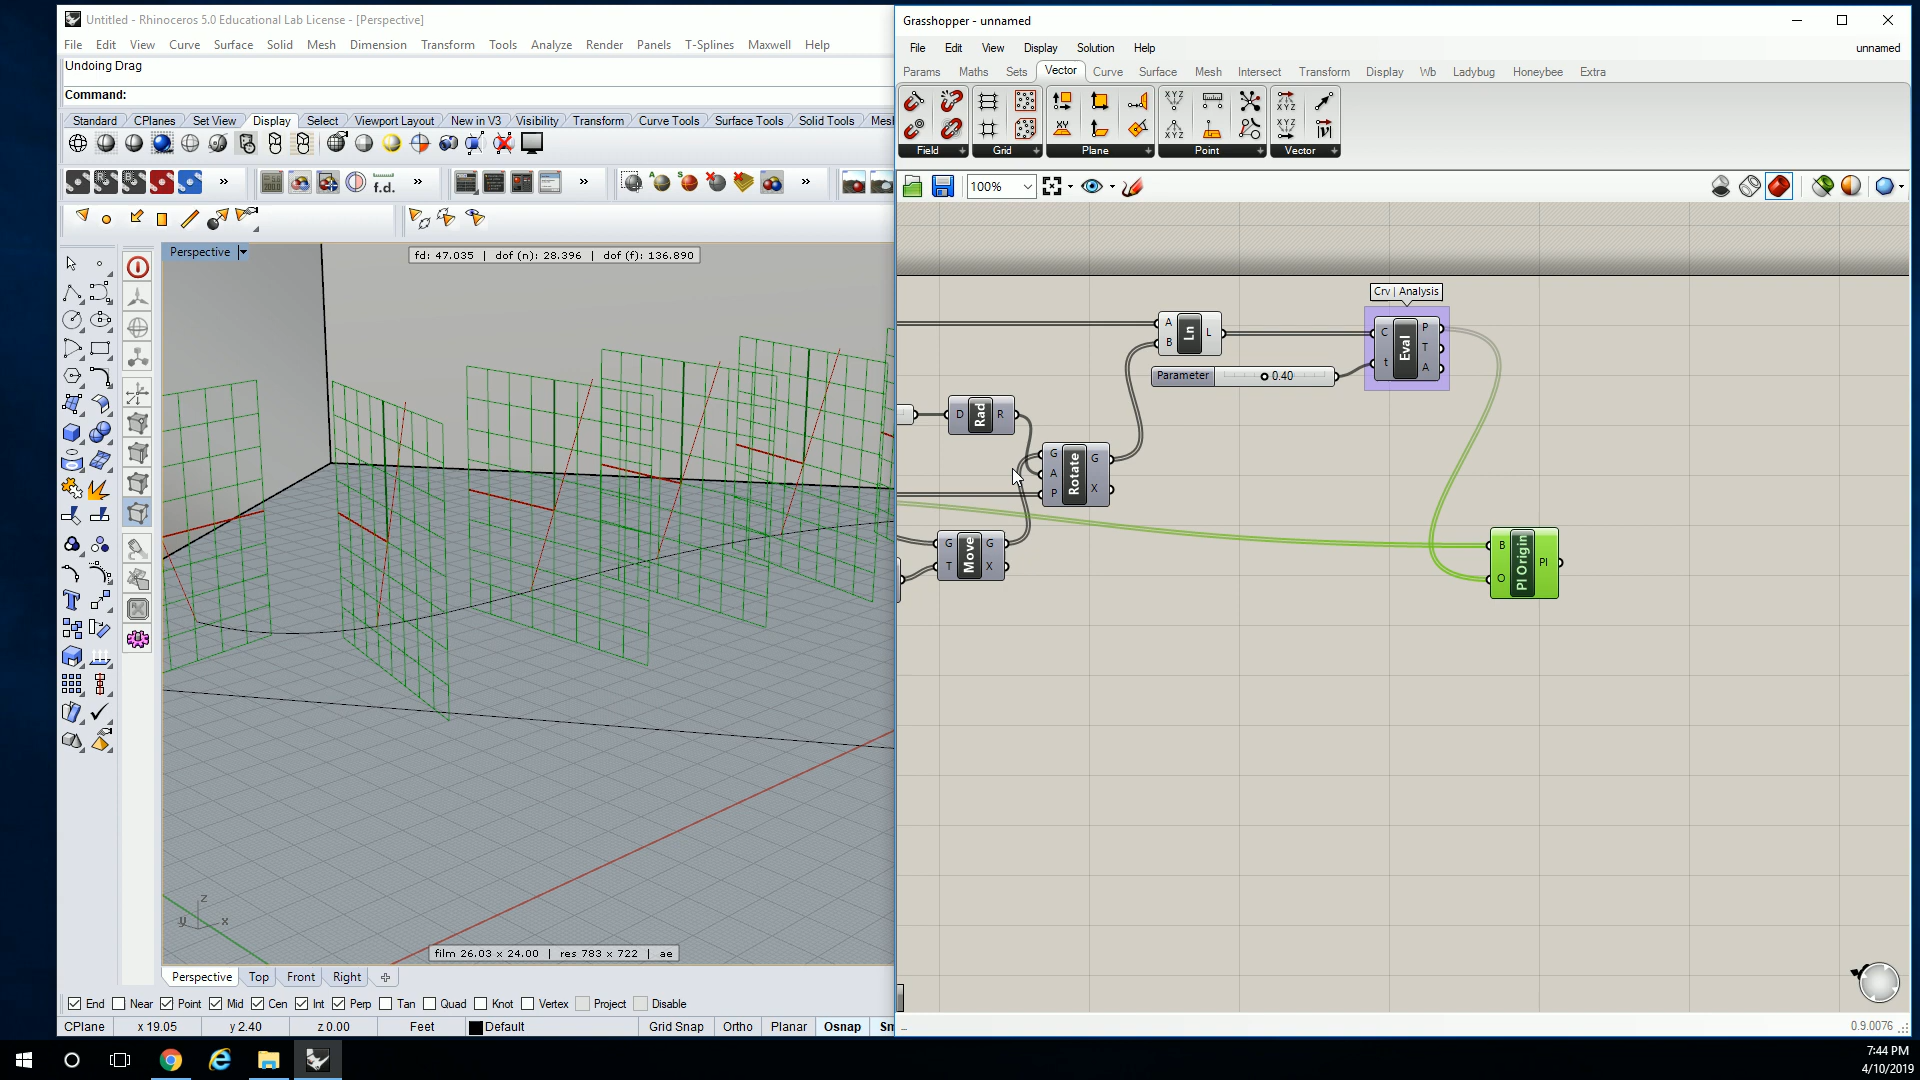 Untitled - Rhinoceros 5.0 Educational Lab License - [Perspective]
File Edit View Curve Surface Solid Mesh Dimension Transform Tools Analyze Render Panels T-Splines Maxwell Help
Undoing Drag
Command:
Standard CPlanes Set View Display Select Viewport Layout New in V3 Visibility Transform Curve Tools Surface Tools Solid Tools Mesh
f.d.
Perspective
fd: 47.035 | dof (n): 28.396 | dof (f): 136.890
z
y x
film 26.03 x 24.00 | res 783 x 722 | ae
Perspective Top Front Right
End Near Point Mid Cen Int Perp Tan Quad Knot Vertex Project Disable
CPlane x 19.05 y 2.40 z 0.00 Feet Default Grid Snap Ortho Planar Osnap Sm
Grasshopper - unnamed
File Edit View Display Solution Help unnamed
Params Maths Sets Vector Curve Surface Mesh Intersect Transform Display Wb Ladybug Honeybee Extra
Field Grid Plane Point Vector
100%
Crv | Analysis
A B Ln L
C t Eval P T A
Parameter 0.40
D Rad R
G A P Rotate G X
G T Move G X
B O Pl Origin Pl
0.9.0076
7:44 PM
4/10/2019